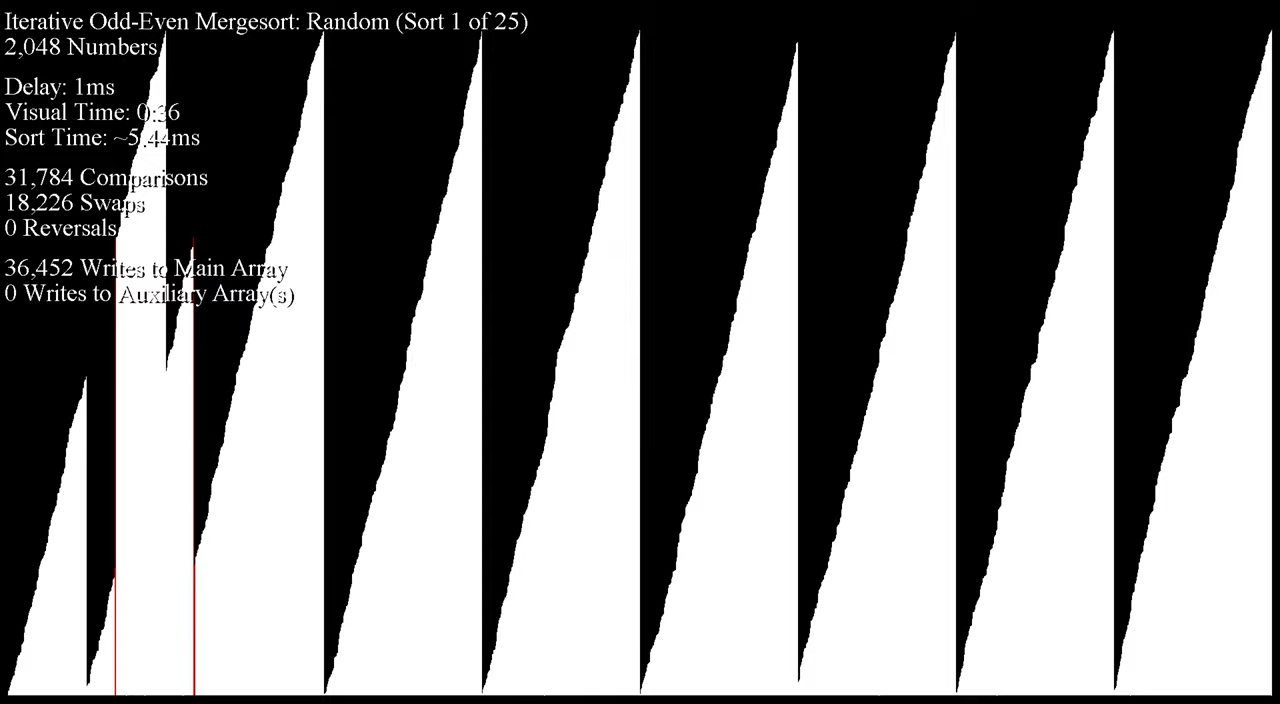 Iterative Odd-Even Mergesort: Random (Sort 1 of 25)
2,048 Numbers
Delay: 1ms
Visual Time: 0:36
Sort Time: ~5.44ms
31,784 Comparisons
18,226 Swaps
0 Reversals
36,452 Writes to Main Array
0 Writes to Auxiliary Array(s)